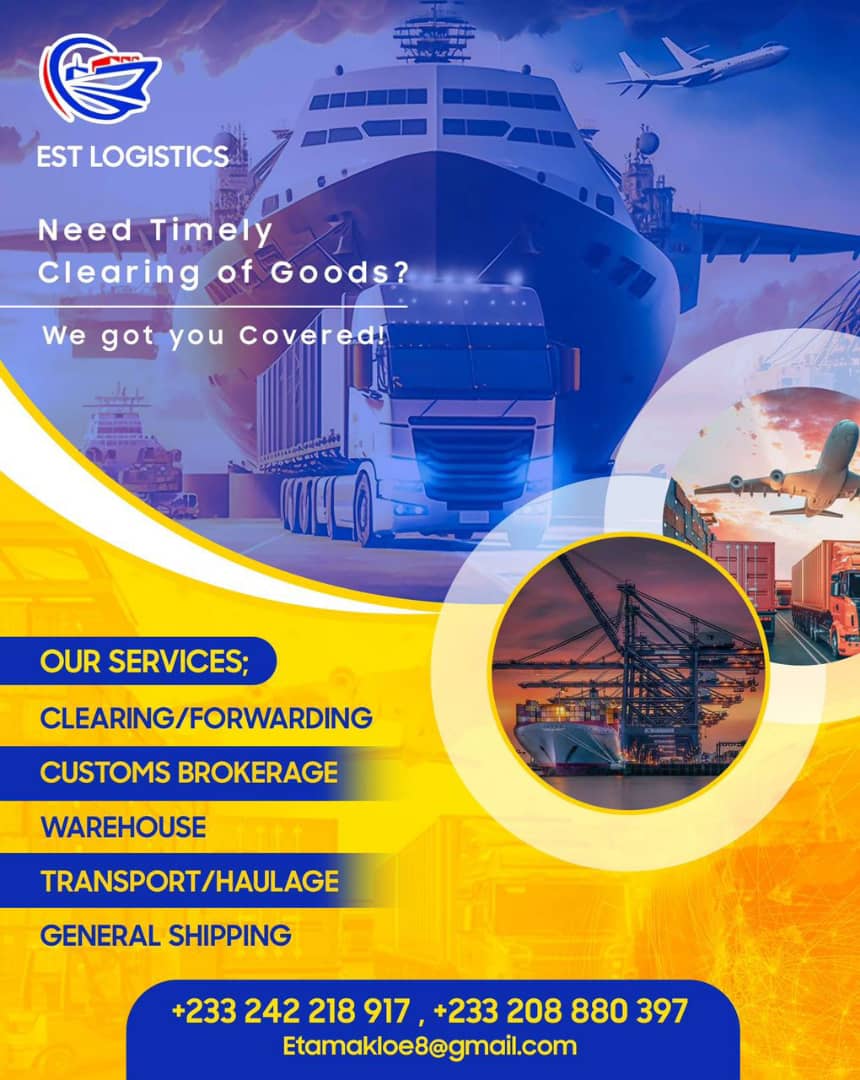 EST LOGISTICS
Need Timely
Clearing of Goods?
We got you Covered!
OUR SERVICES;
CLEARING/FORWARDING
CUSTOMS BROKERAGE
WAREHOUSE
TRANSPORT/HAULAGE
GENERAL SHIPPING
+233 242 218 917 , +233 208 880 397
Etamakloe8@gmail.com